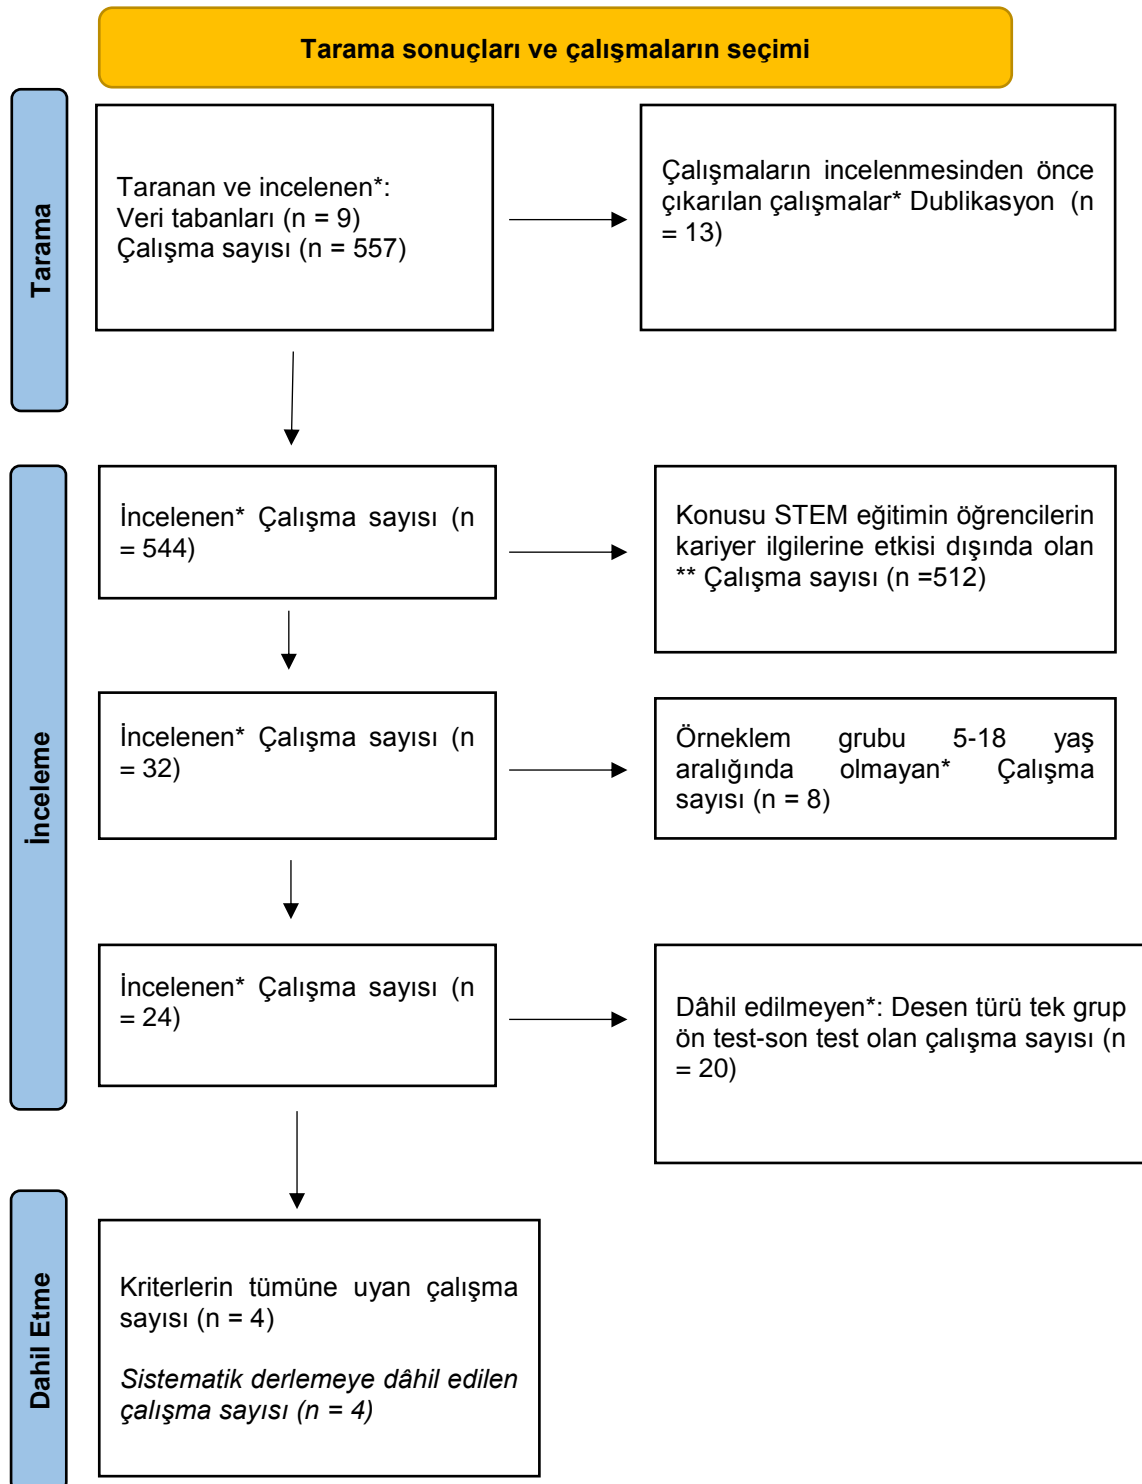 Tarama sonuçları ve çalışmaların seçimi
Tarama
Taranan ve incelenen*:
Veri tabanları (n = 9)
Çalışma sayısı (n = 557)
Çalışmaların incelenmesinden önce
çıkarılan çalışmalar* Dublikasyon (n
= 13)
İnceleme
İncelenen* Çalışma sayısı (n
= 544)
Konusu STEM eğitimin öğrencilerin
kariyer ilgilerine etkisi dışında olan
** Çalışma sayısı (n =512)
İncelenen* Çalışma sayısı (n
= 32)
Örneklem grubu 5-18 yaş
aralığında olmayan* Çalışma
sayısı (n = 8)
İncelenen* Çalışma sayısı (n
= 24)
Dâhil edilmeyen*: Desen türü tek grup
ön test-son test olan çalışma sayısı (n
= 20)
Dahil Etme
Kriterlerin tümüne uyan çalışma
sayısı (n = 4)
Sistematik derlemeye dâhil edilen
çalışma sayısı (n = 4)